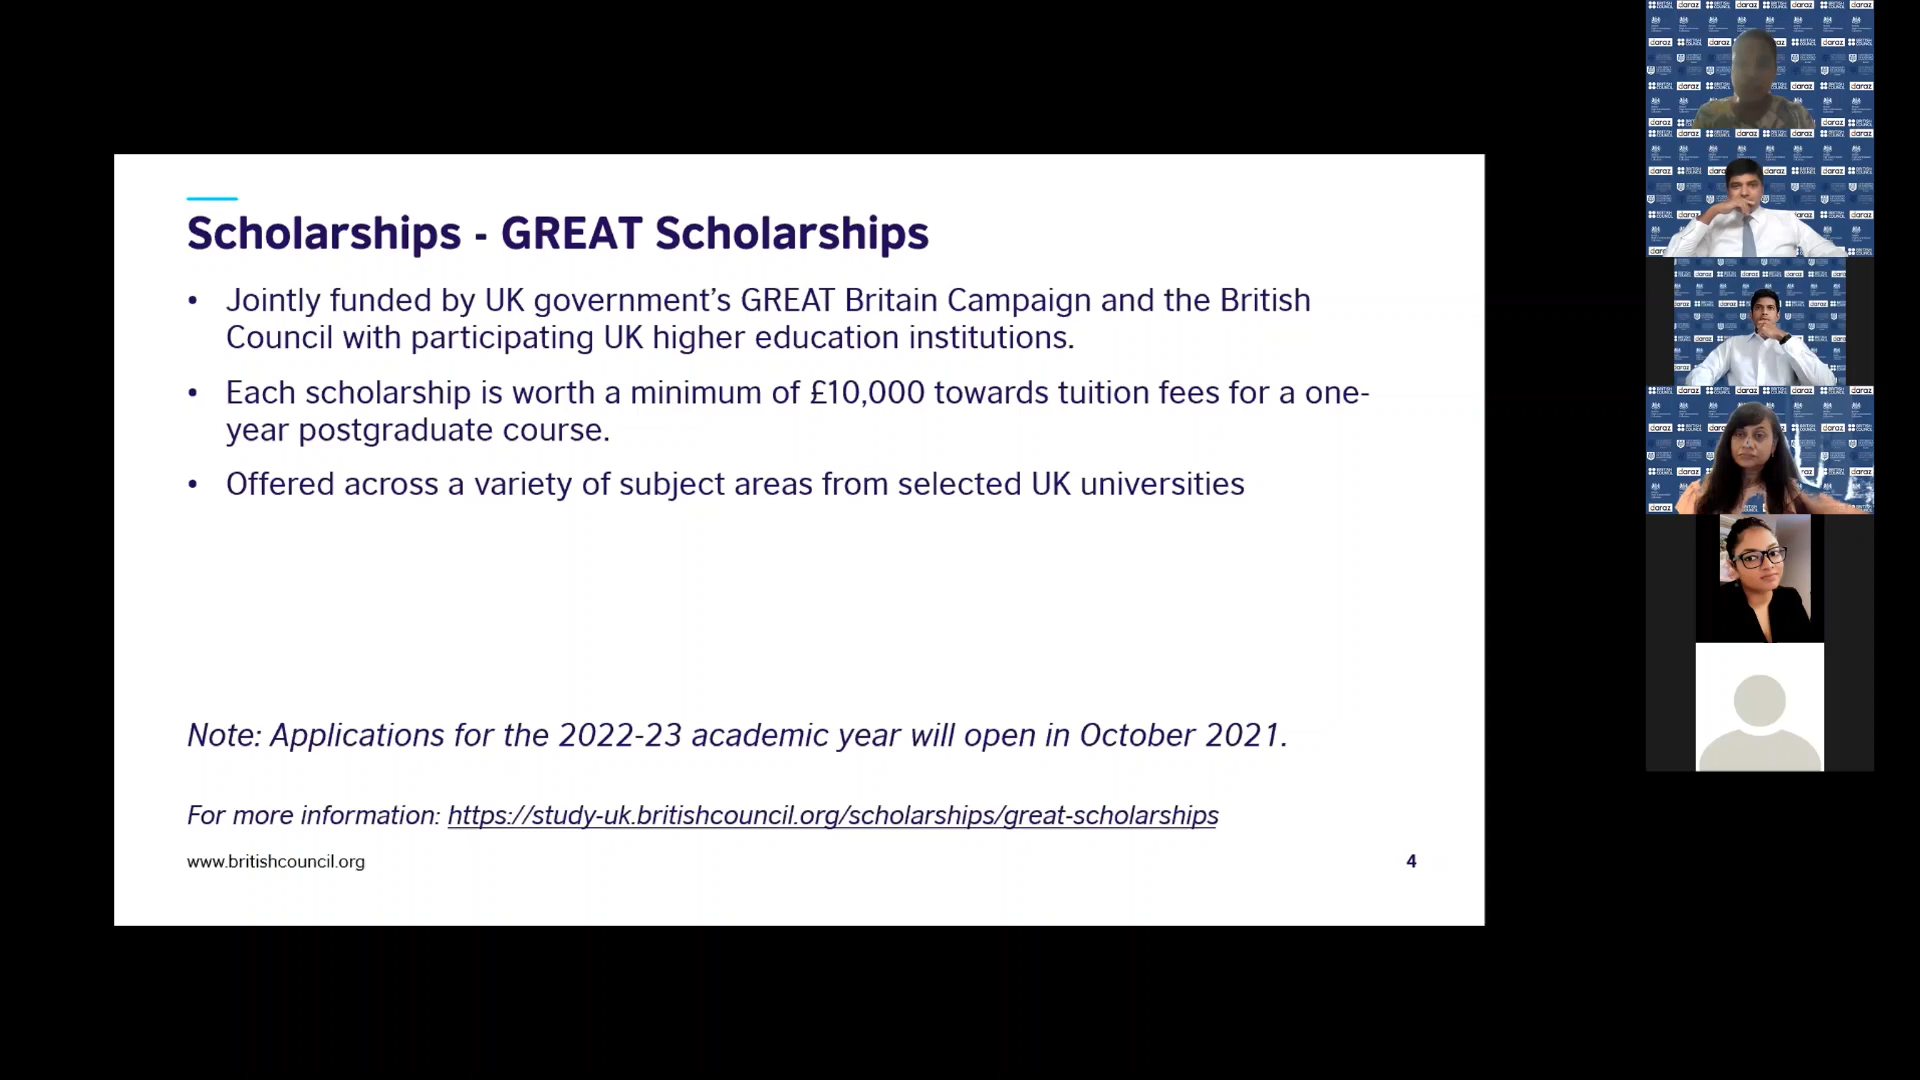 Scholarships - GREAT Scholarships
• Jointly funded by UK government’s GREAT Britain Campaign and the British
Council with participating UK higher education institutions.
• Each scholarship is worth a minimum of £10,000 towards tuition fees for a one-
year postgraduate course.
• Offered across a variety of subject areas from selected UK universities
Note: Applications for the 2022-23 academic year will open in October 2021.
For more information: https://study-uk.britishcouncil.org/scholarships/great-scholarships
www.britishcouncil.org
4
daraz
BRITISH COUNCIL